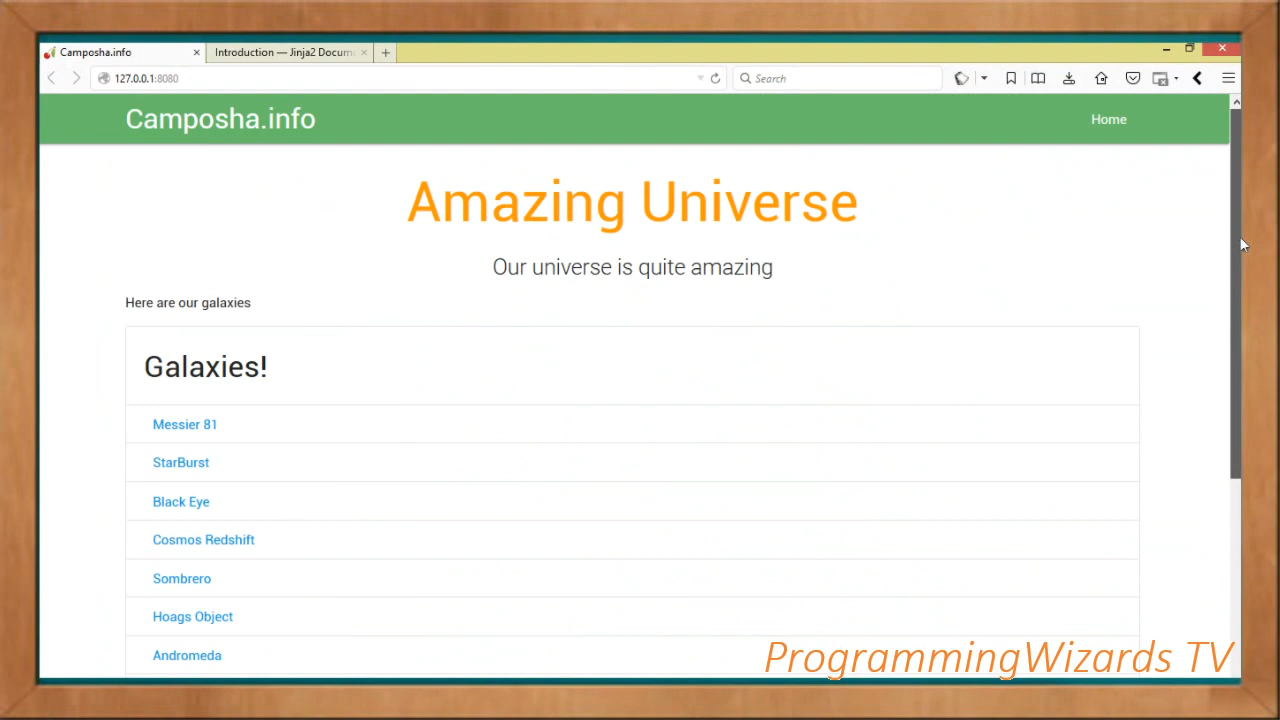 Camposha.info
Introduction — Jinja2 Docum
127.0.0.1:8080
Search
Camposha.info
Home
Amazing Universe
Our universe is quite amazing
Here are our galaxies
Galaxies!
Messier 81
StarBurst
Black Eye
Cosmos Redshift
Sombrero
Hoags Object
Andromeda
ProgrammingWizards TV